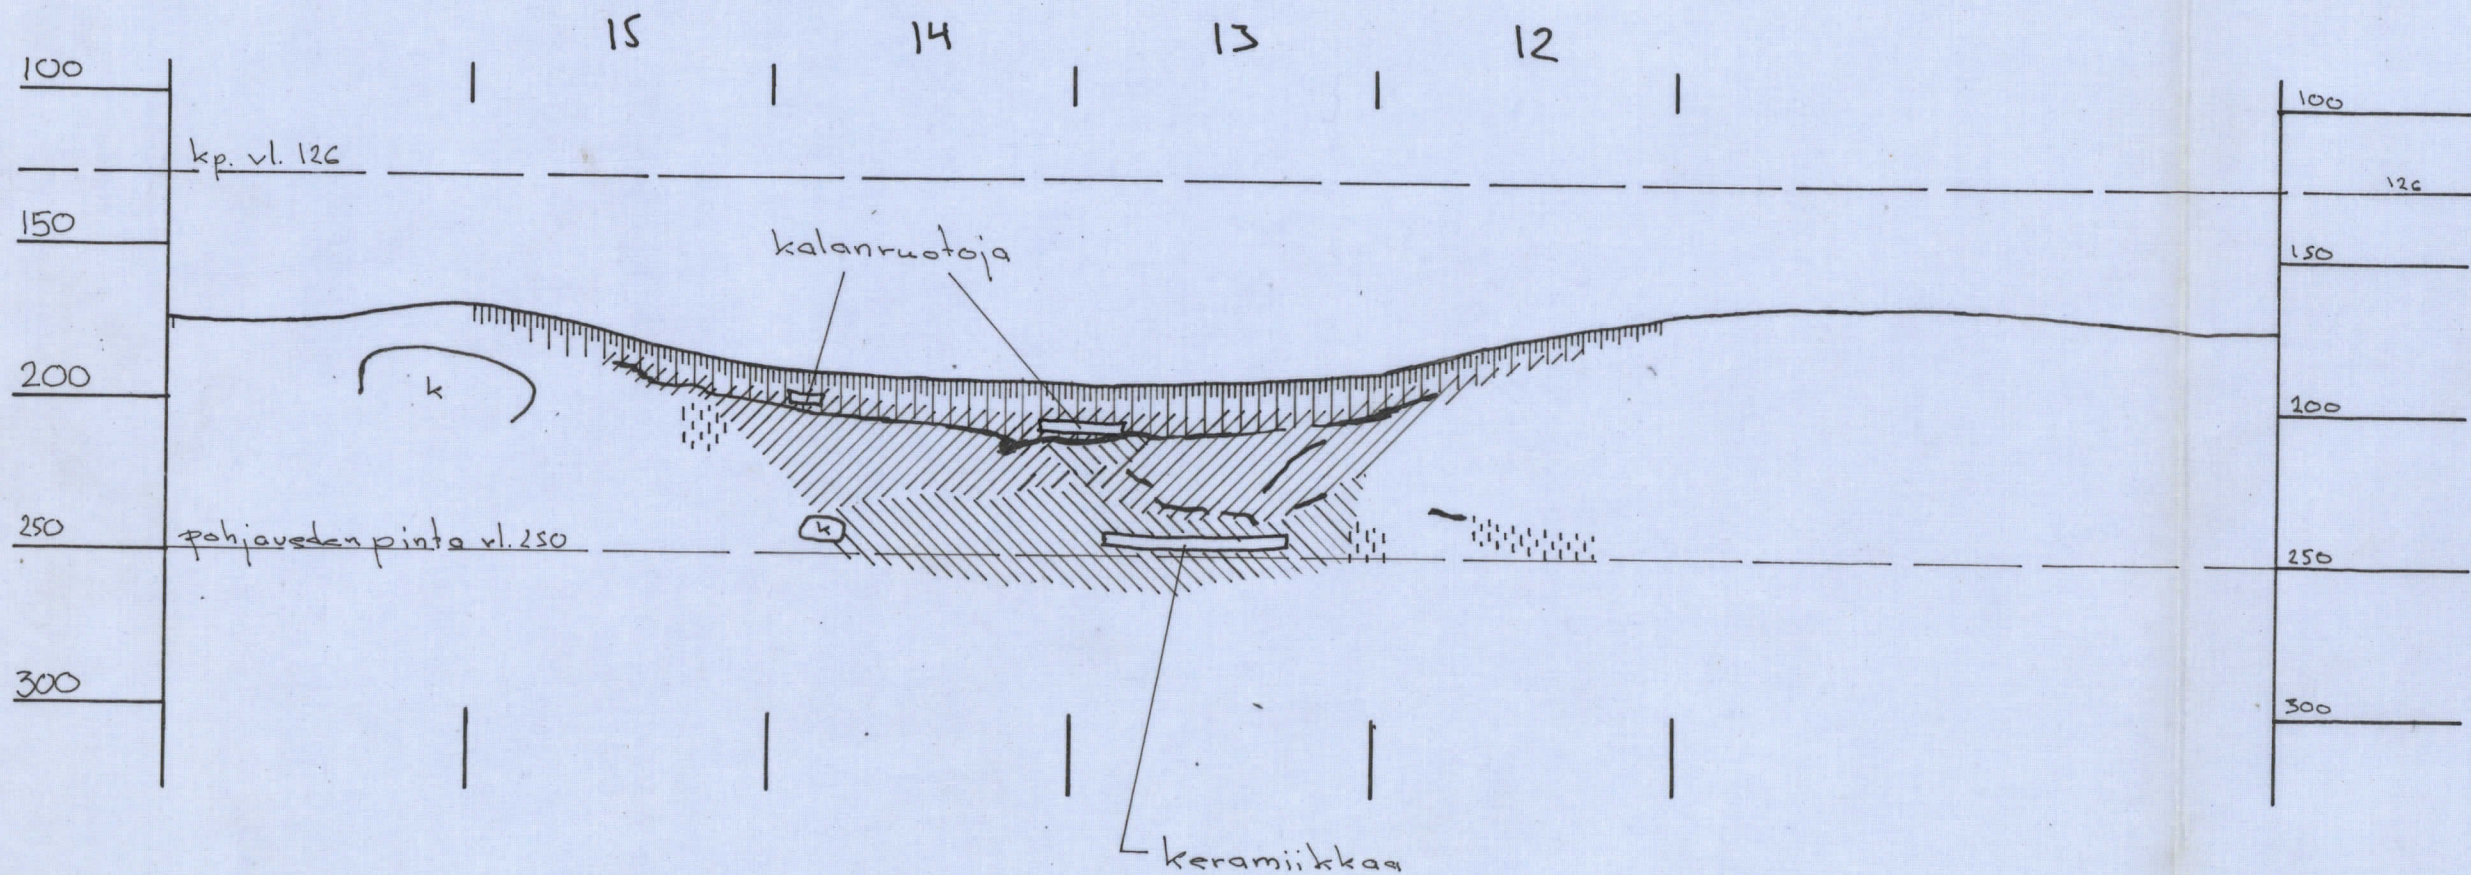 15 14 13 12
100
100
kp. vl. 126
126
150
150
kalanruotoja
200
k
200
k
250
pohjaveden pinta vl. 250
250
300
300
keramiikkaa